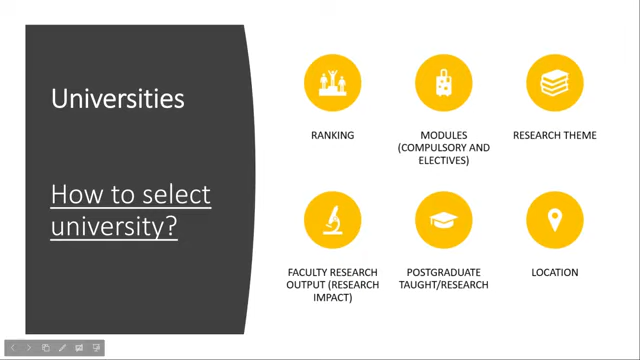 Universities
How to select
university?
RANKING
MODULES
(COMPULSORY AND
ELECTIVES)
RESEARCH THEME
FACULTY RESEARCH
OUTPUT (RESEARCH
IMPACT)
POSTGRADUATE
TAUGHT/RESEARCH
LOCATION